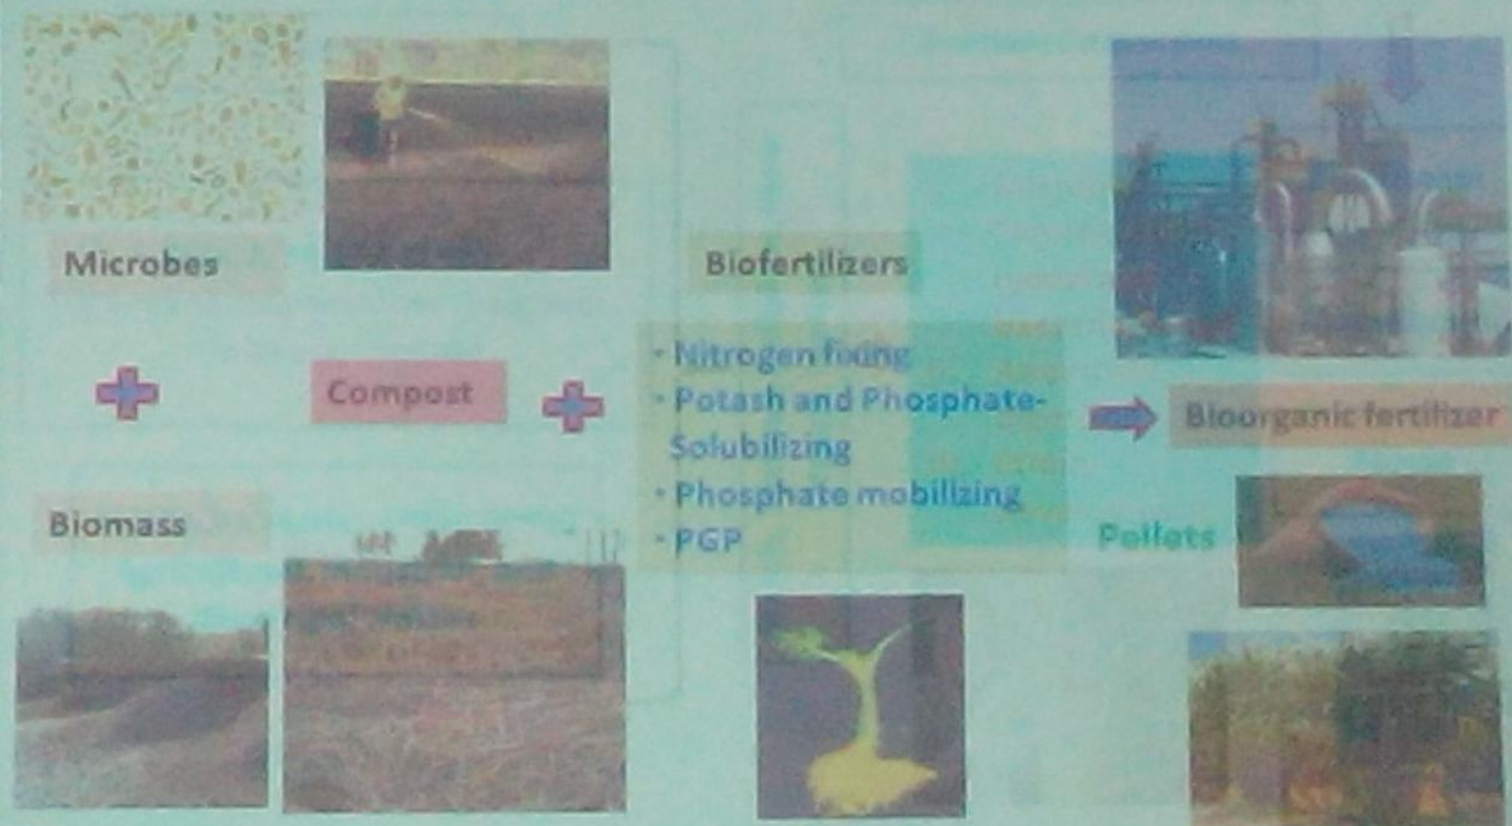 Microbes
Biomass
Compost
Biofertilizers
· Nitrogen fixing
· Potash and Phosphate-
Solubilizing
· Phosphate mobilizing
· PGP
Bioorganic fertilizer
Pellets